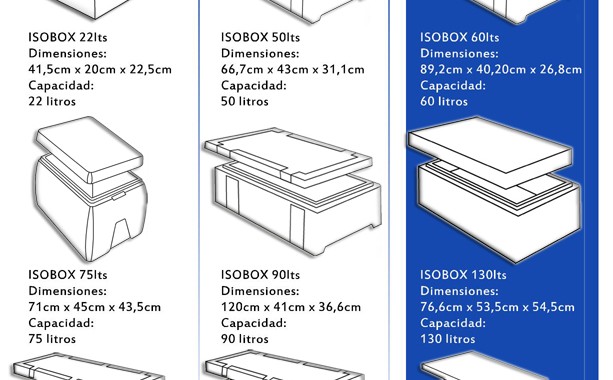 ISOBOX 22lts
Dimensiones:
41,5cm x 20cm x 22,5cm
Capacidad:
22 litros
ISOBOX 50lts
Dimensiones:
66,7cm x 43cm x 31,1cm
Capacidad:
50 litros
ISOBOX 60lts
Dimensiones:
89,2cm x 40,20cm x 26,8cm
Capacidad:
60 litros
ISOBOX 75lts
Dimensiones:
71cm x 45cm x 43,5cm
Capacidad:
75 litros
ISOBOX 90lts
Dimensiones:
120cm x 41cm x 36,6cm
Capacidad:
90 litros
ISOBOX 130lts
Dimensiones:
76,6cm x 53,5cm x 54,5cm
Capacidad:
130 litros